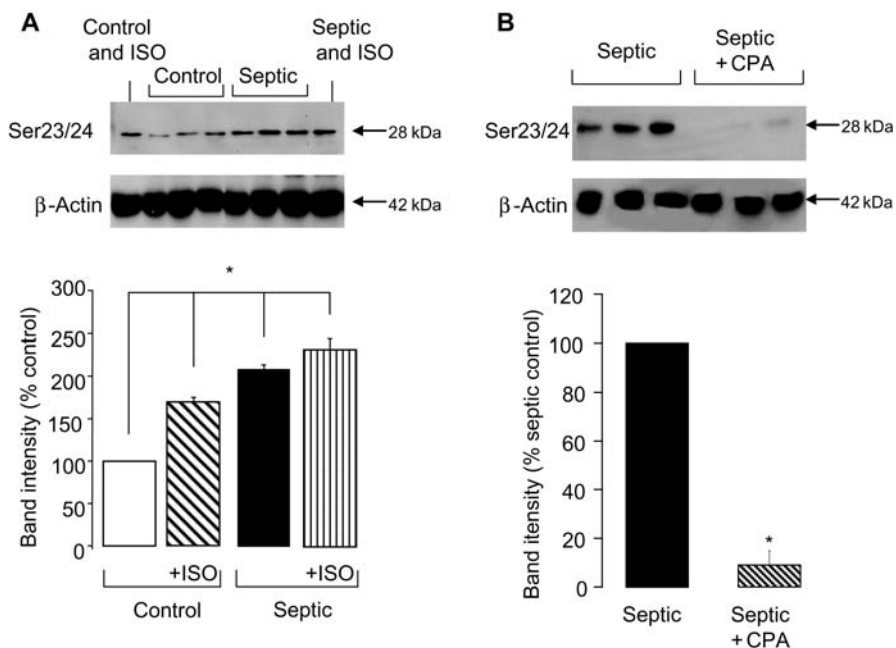 A
Control and ISO
Control
Septic
Septic and ISO
Ser23/24
28 kDa
β-Actin
42 kDa
Band intensity (% control)
300
250
200
150
100
50
0
*
+ISO
+ISO
Control
Septic
B
Septic
Septic
+ CPA
Ser23/24
28 kDa
β-Actin
42 kDa
Band itensity (% septic control)
120
100
80
60
40
20
0
*
Septic
Septic
+ CPA